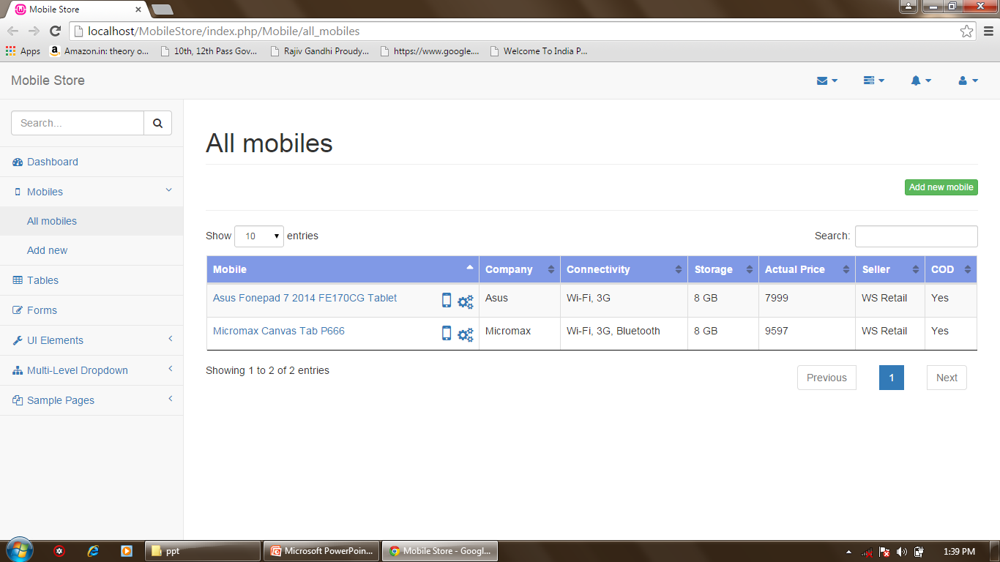 Mobile Store
localhost/MobileStore/index.php/Mobile/all_mobiles
Apps Amazon.in: theory o... 10th, 12th Pass Gov... Rajiv Gandhi Proudy... https://www.google.... Welcome To India P...
Mobile Store
Search...
Dashboard
Mobiles
All mobiles
Add new
Tables
Forms
UI Elements
Multi-Level Dropdown
Sample Pages
All mobiles
Add new mobile
Show 10 entries Search:
Mobile Company Connectivity Storage Actual Price Seller COD
Asus Fonepad 7 2014 FE170CG Tablet Asus Wi-Fi, 3G 8 GB 7999 WS Retail Yes
Micromax Canvas Tab P666 Micromax Wi-Fi, 3G, Bluetooth 8 GB 9597 WS Retail Yes
Showing 1 to 2 of 2 entries Previous 1 Next
ppt Microsoft PowerPoin... Mobile Store - Googl... 1:39 PM